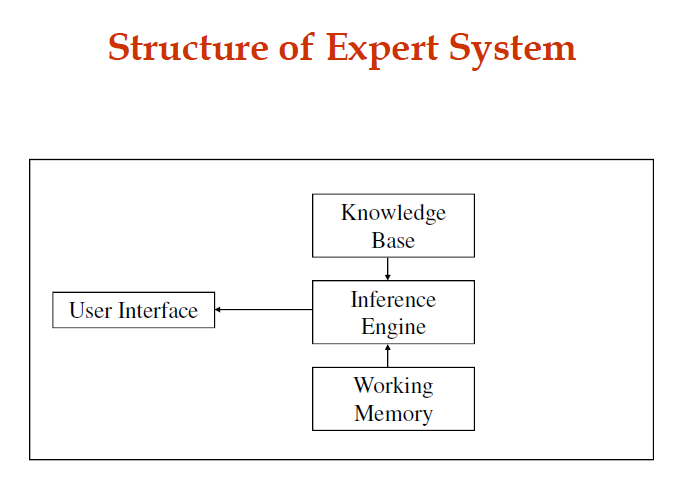 Structure of Expert System
Knowledge
Base
User Interface
Inference
Engine
Working
Memory